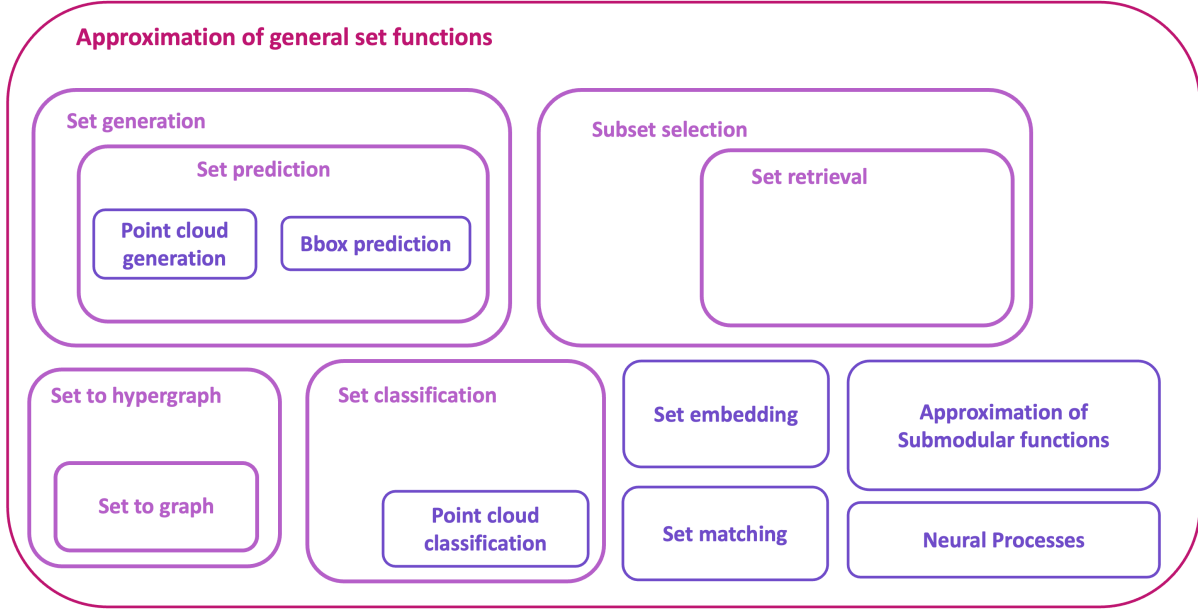 Approximation of general set functions
Set generation
Set prediction
Point cloud
generation
Bbox prediction
Subset selection
Set retrieval
Set to hypergraph
Set to graph
Set classification
Point cloud
classification
Set embedding
Set matching
Approximation of
Submodular functions
Neural Processes